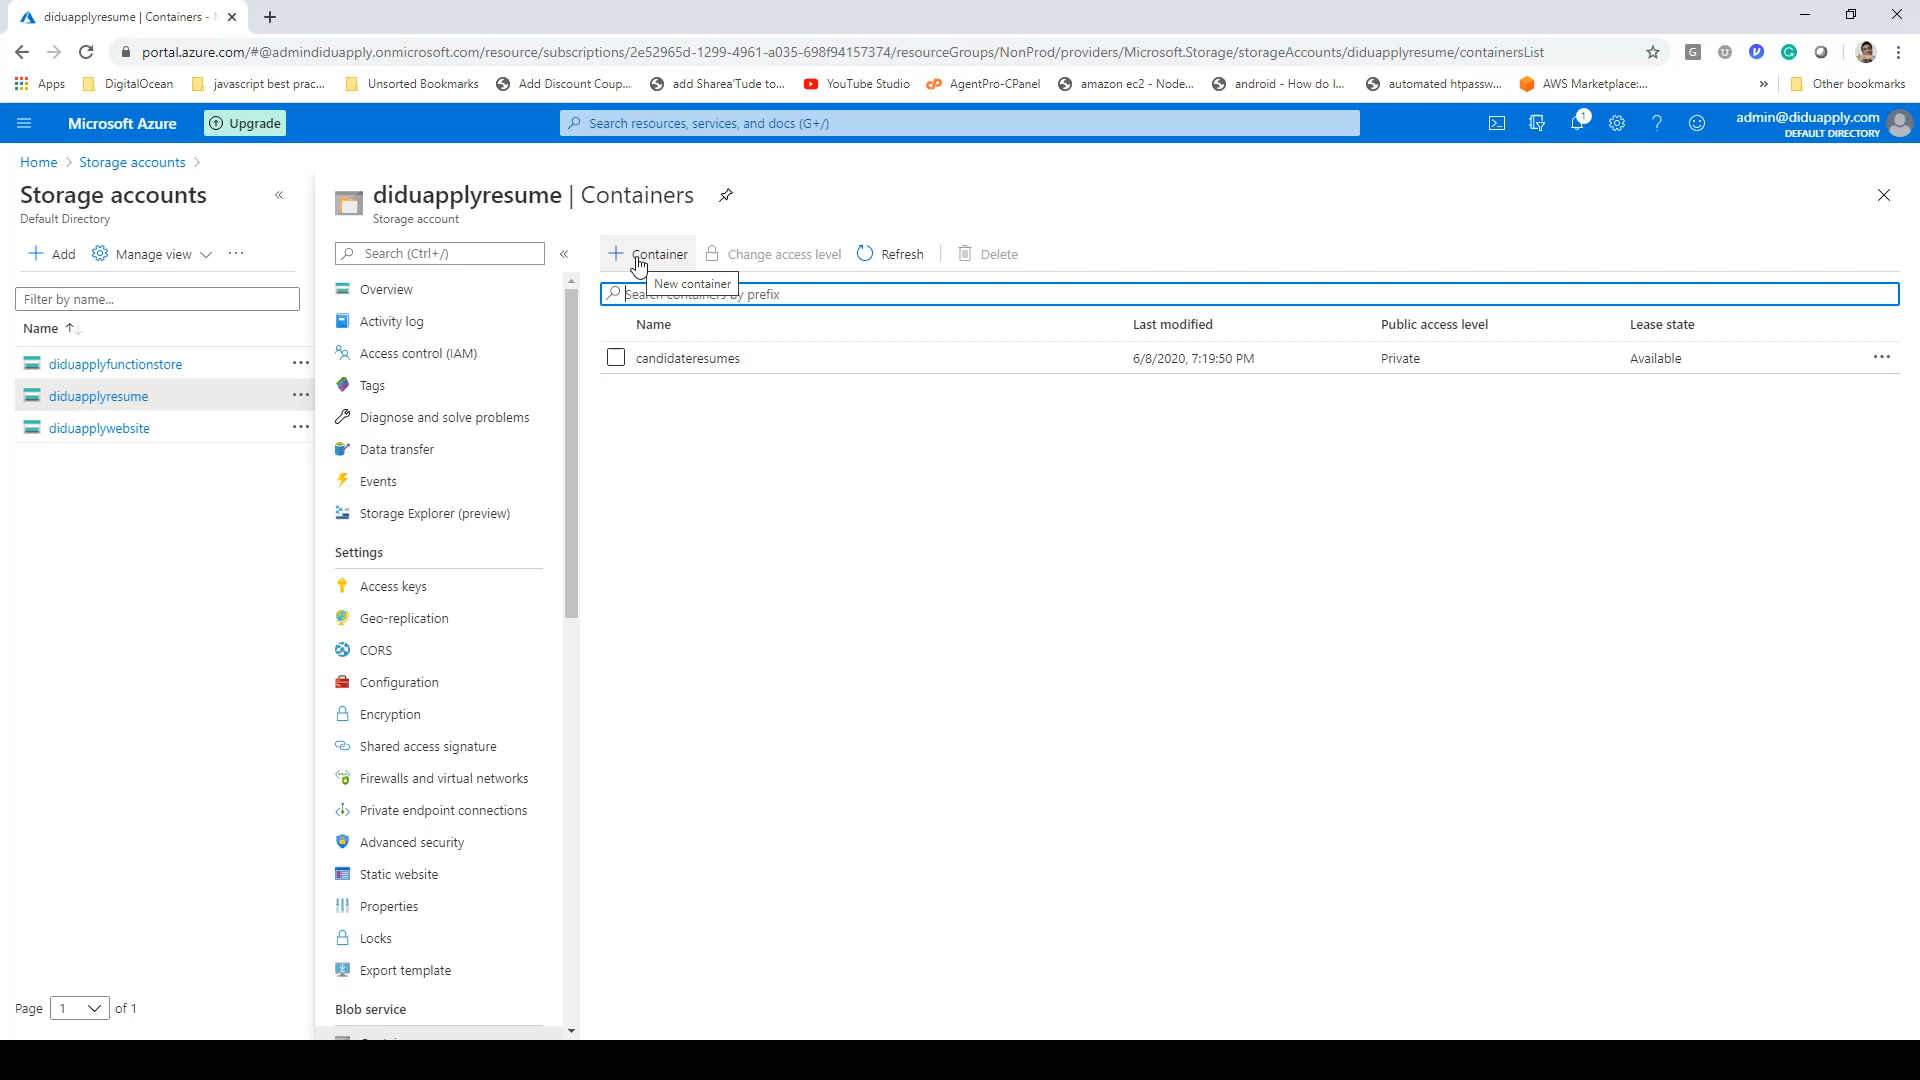 diduapplyresume | Containers -
portal.azure.com/#@admindiduapply.onmicrosoft.com/resource/subscriptions/2e52965d-1299-4961-a035-698f94157374/resourceGroups/NonProd/providers/Microsoft.Storage/storageAccounts/diduapplyresume/containersList
Apps DigitalOcean javascript best prac... Unsorted Bookmarks Add Discount Coup... add Sharea'Tude to... YouTube Studio AgentPro-CPanel amazon ec2 - Node... android - How do I... automated htpassw... AWS Marketplace:... » Other bookmarks
Microsoft Azure Upgrade Search resources, services, and docs (G+/) 1 admin@diduapply.com
DEFAULT DIRECTORY
Home > Storage accounts >
Storage accounts «
Default Directory
+ Add Manage view ...
Filter by name...
Name ↑↓
diduapplyfunctionstore ...
diduapplyresume ...
diduapplywebsite ...
Page 1 of 1
diduapplyresume | Containers
Storage account
Search (Ctrl+/) «
Overview
Activity log
Access control (IAM)
Tags
Diagnose and solve problems
Data transfer
Events
Storage Explorer (preview)
Settings
Access keys
Geo-replication
CORS
Configuration
Encryption
Shared access signature
Firewalls and virtual networks
Private endpoint connections
Advanced security
Static website
Properties
Locks
Export template
Blob service
+ Container Change access level Refresh Delete
New container
Search containers by prefix
Name Last modified Public access level Lease state
candidateresumes 6/8/2020, 7:19:50 PM Private Available ...